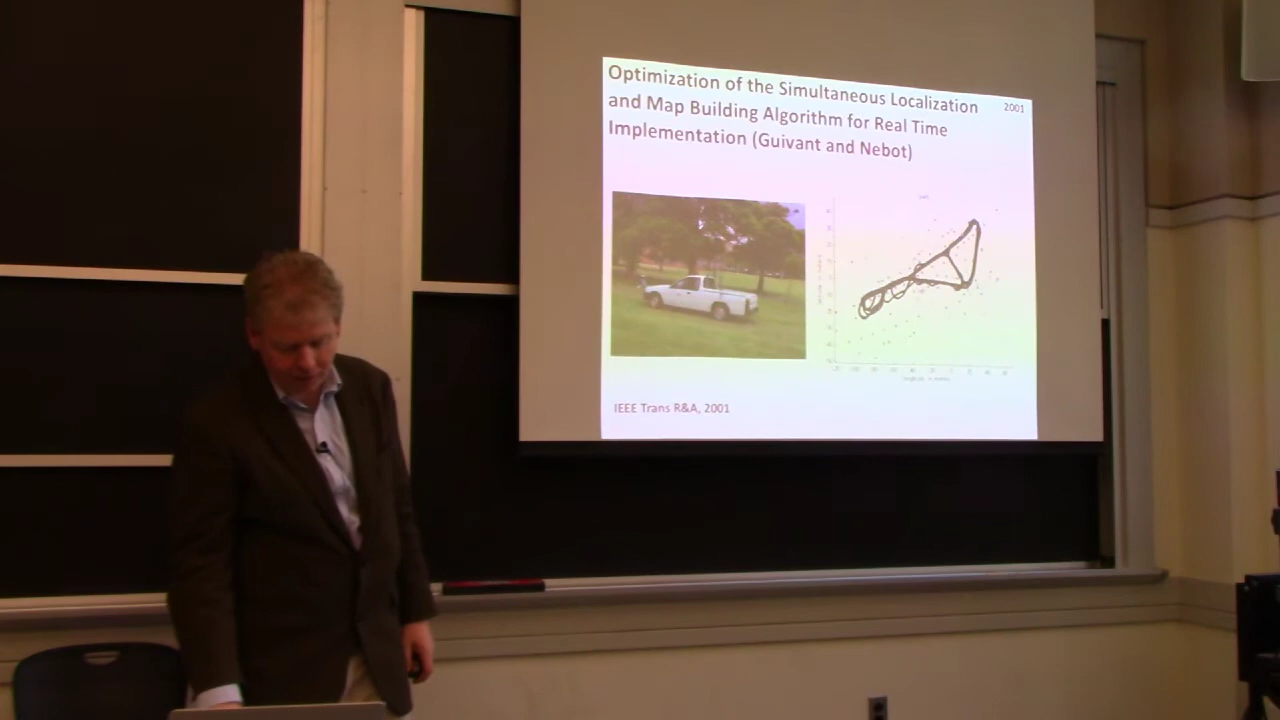 Optimization of the Simultaneous Localization
2001
and Map Building Algorithm for Real Time
Implementation (Guivant and Nebot)
IEEE Trans R&A, 2001